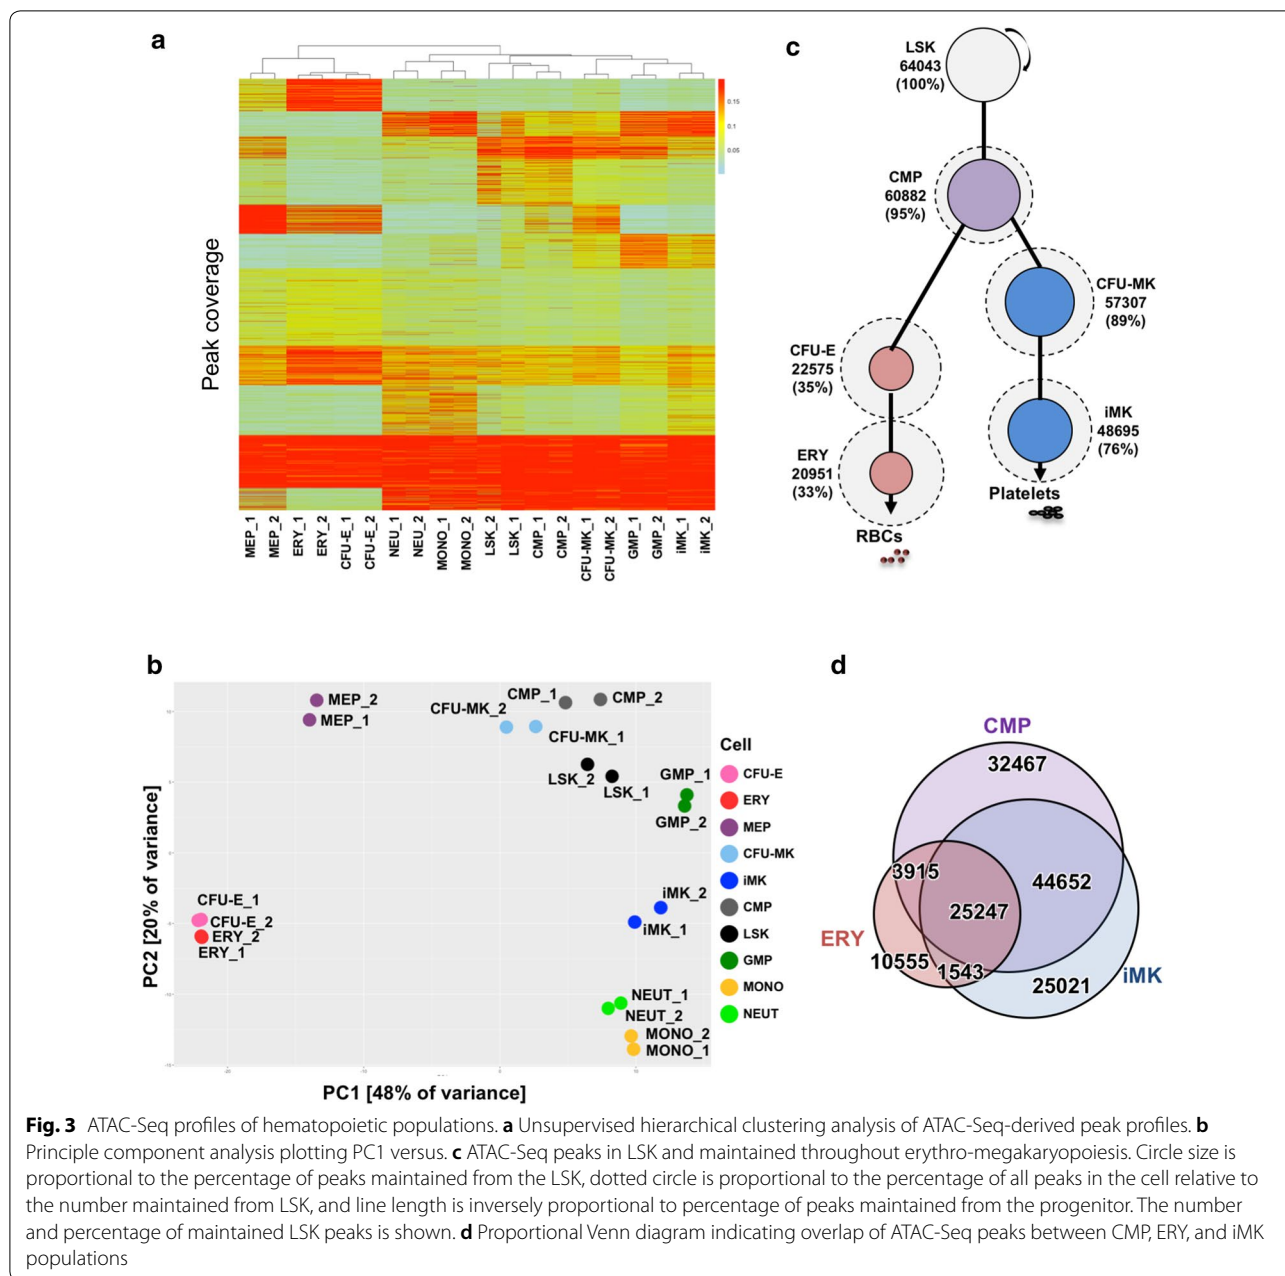 a
Peak coverage
0.15
0.1
0.05
MEP_1
MEP_2
ERY_1
ERY_2
CFU-E_1
CFU-E_2
NEU_1
NEU_2
MONO_1
MONO_2
LSK_2
LSK_1
CMP_1
CMP_2
CFU-MK_1
CFU-MK_2
GMP_1
GMP_2
iMK_1
iMK_2
c
LSK
64043
(100%)
CMP
60882
(95%)
CFU-MK
57307
(89%)
CFU-E
22575
(35%)
iMK
48695
(76%)
ERY
20951
(33%)
Platelets
RBCs
b
PC2 [20% of variance]
MEP_2
MEP_1
CFU-MK_2
CMP_1
CMP_2
CFU-MK_1
LSK_2
LSK_1
GMP_1
GMP_2
CFU-E_1
CFU-E_2
ERY_2
ERY_1
iMK_2
iMK_1
NEUT_1
NEUT_2
MONO_2
MONO_1
PC1 [48% of variance]
Cell
CFU-E
ERY
MEP
CFU-MK
iMK
CMP
LSK
GMP
MONO
NEUT
d
CMP
32467
3915
44652
25247
ERY
10555
1543
25021
iMK
Fig. 3 ATAC-Seq profiles of hematopoietic populations. a Unsupervised hierarchical clustering analysis of ATAC-Seq-derived peak profiles. b
Principle component analysis plotting PC1 versus. c ATAC-Seq peaks in LSK and maintained throughout erythro-megakaryopoiesis. Circle size is
proportional to the percentage of peaks maintained from the LSK, dotted circle is proportional to the percentage of all peaks in the cell relative to
the number maintained from LSK, and line length is inversely proportional to percentage of peaks maintained from the progenitor. The number
and percentage of maintained LSK peaks is shown. d Proportional Venn diagram indicating overlap of ATAC-Seq peaks between CMP, ERY, and iMK
populations